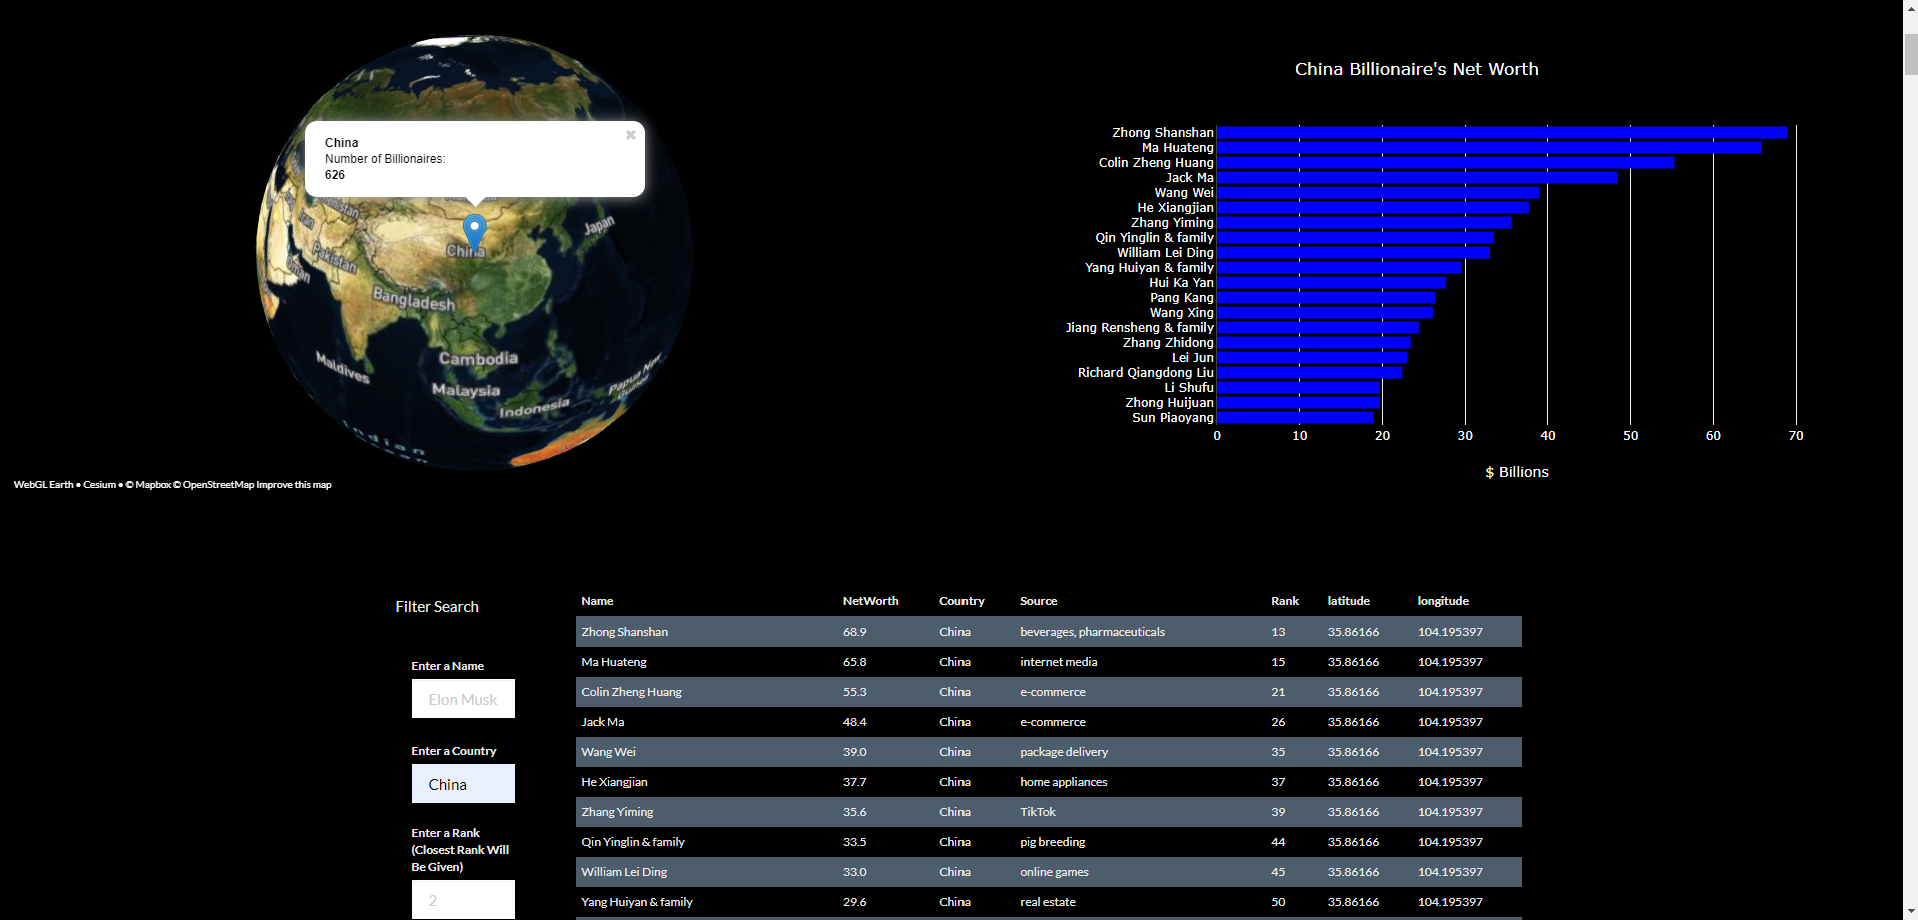 China
Number of Billionaires:
626
Iran
Pakistan
Oman
China
Japan
Bangladesh
Cambodia
Maldives
Malaysia
Indonesia
Papua New
Guinea
Indian
WebGL Earth • Cesium • © Mapbox © OpenStreetMap Improve this map
China Billionaire's Net Worth
Zhong Shanshan
Ma Huateng
Colin Zheng Huang
Jack Ma
Wang Wei
He Xiangjian
Zhang Yiming
Qin Yinglin & family
William Lei Ding
Yang Huiyan & family
Hui Ka Yan
Pang Kang
Wang Xing
Jiang Rensheng & family
Zhang Zhidong
Lei Jun
Richard Qiangdong Liu
Li Shufu
Zhong Huijuan
Sun Piaoyang
0 10 20 30 40 50 60 70
$ Billions
Filter Search
Enter a Name
Elon Musk
Enter a Country
China
Enter a Rank
(Closest Rank Will
Be Given)
2
Name NetWorth Country Source Rank latitude longitude
Zhong Shanshan 68.9 China beverages, pharmaceuticals 13 35.86166 104.195397
Ma Huateng 65.8 China internet media 15 35.86166 104.195397
Colin Zheng Huang 55.3 China e-commerce 21 35.86166 104.195397
Jack Ma 48.4 China e-commerce 26 35.86166 104.195397
Wang Wei 39.0 China package delivery 35 35.86166 104.195397
He Xiangjian 37.7 China home appliances 37 35.86166 104.195397
Zhang Yiming 35.6 China TikTok 39 35.86166 104.195397
Qin Yinglin & family 33.5 China pig breeding 44 35.86166 104.195397
William Lei Ding 33.0 China online games 45 35.86166 104.195397
Yang Huiyan & family 29.6 China real estate 50 35.86166 104.195397